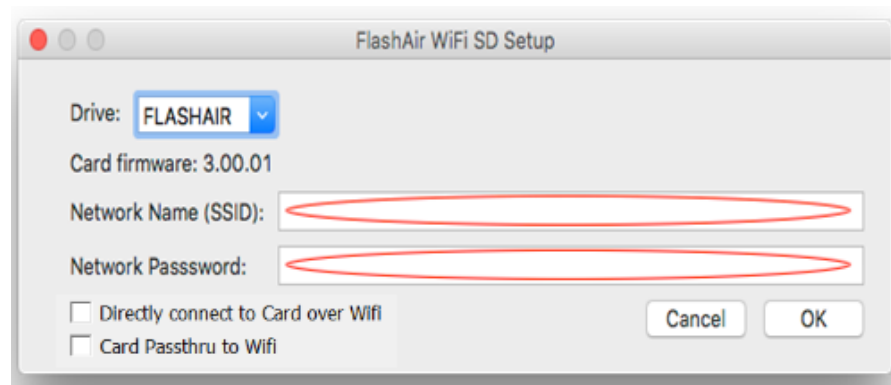 FlashAir WiFi SD Setup
Drive: FLASHAIR
Card firmware: 3.00.01
Network Name (SSID):
Network Passsword:
Directly connect to Card over Wifi
Card Passthru to Wifi
Cancel OK